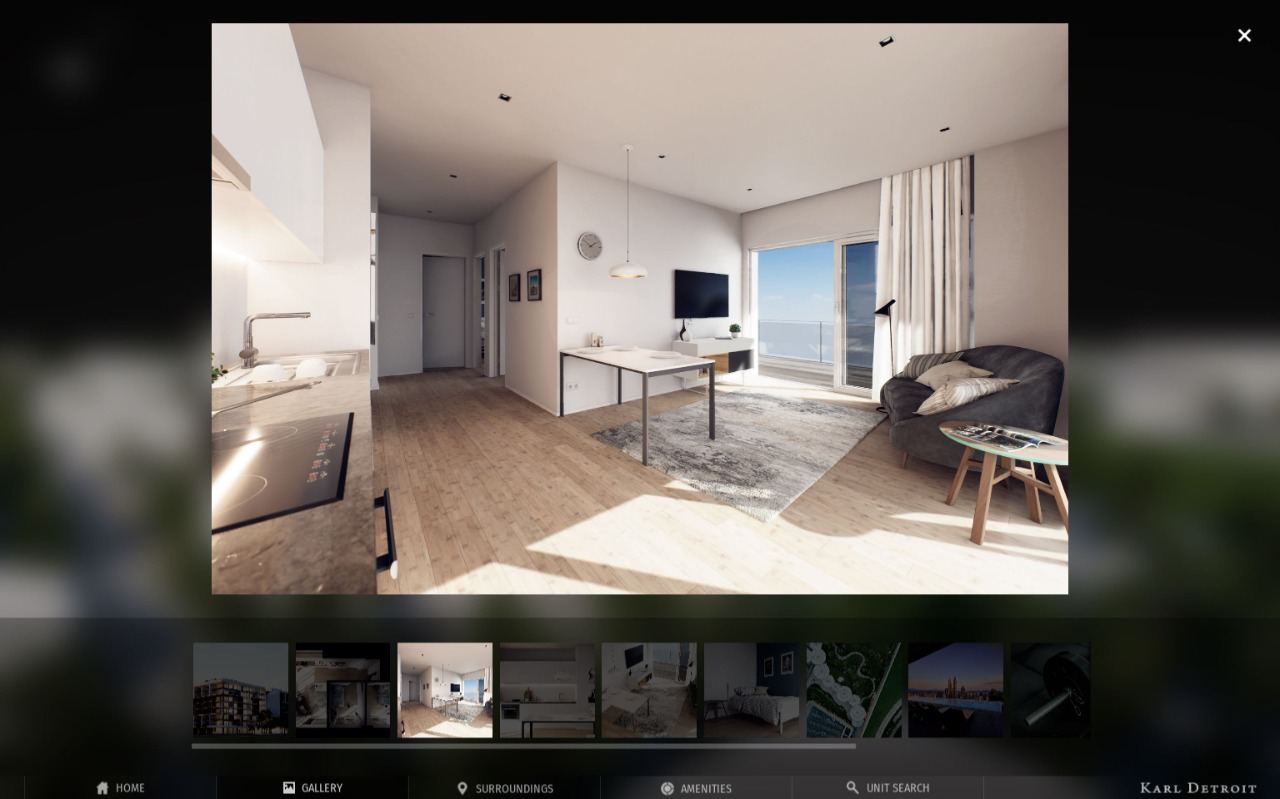 HOME
GALLERY
SURROUNDINGS
AMENITIES
UNIT SEARCH
KARL DETROIT